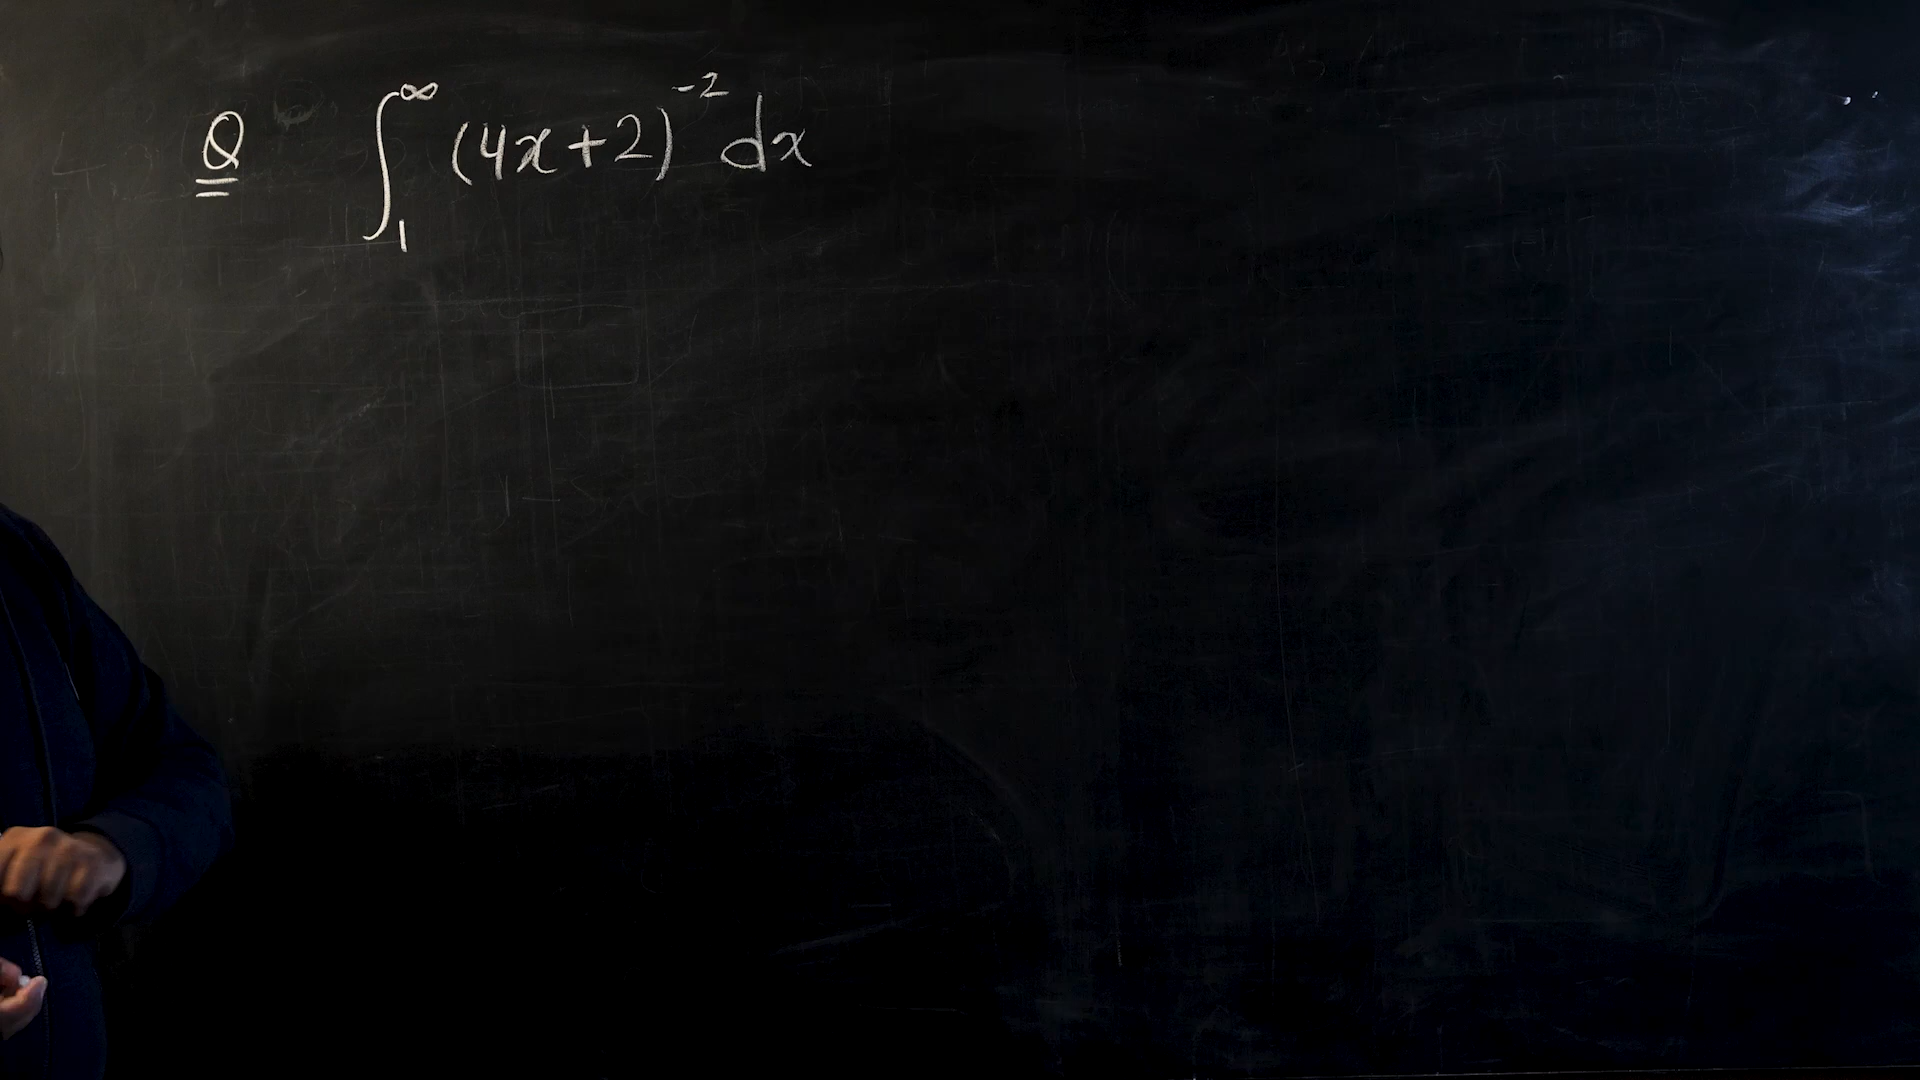 Q ∫₁^∞ (4x+2)⁻² dx